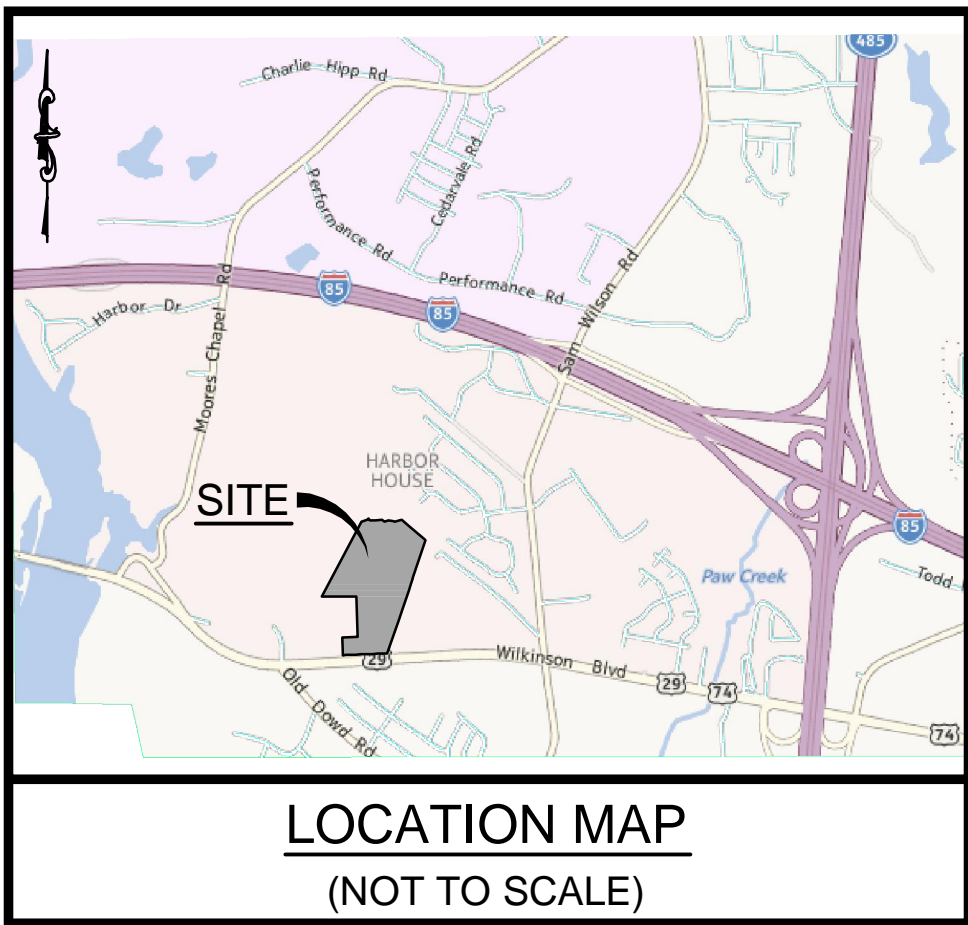 485
Charlie Hipp Rd
Cedarvale Rd
Performance Rd
Performance Rd
Sam Wilson Rd
85
85
Harbor Dr
Moores Chapel Rd
HARBOR
HOUSE
SITE
85
Paw Creek
Todd
29
Wilkinson Blvd
29
74
74
Old Dowd Rd
LOCATION MAP
(NOT TO SCALE)